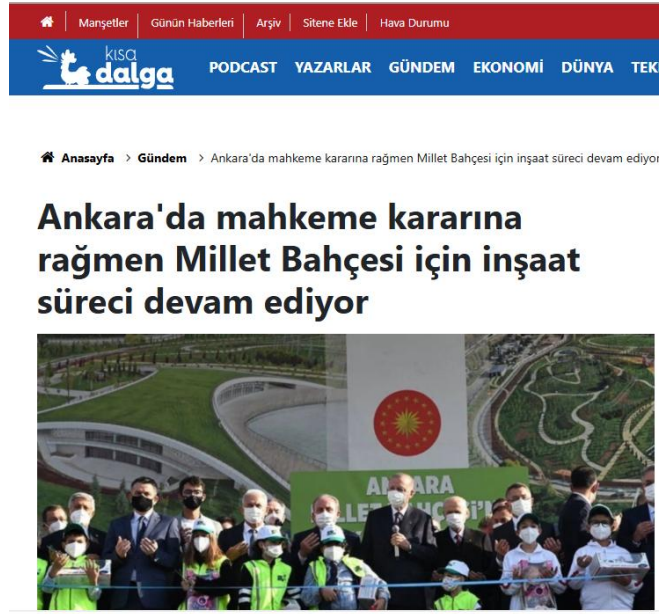 Manşetler Günün Haberleri Arşiv Sitene Ekle Hava Durumu
kısa
dalga
PODCAST YAZARLAR GÜNDEM EKONOMİ DÜNYA
Anasayfa > Gündem > Ankara'da mahkeme kararına rağmen Millet Bahçesi için inşaat süreci devam ediyor
Ankara'da mahkeme kararına
rağmen Millet Bahçesi için inşaat
süreci devam ediyor
ANKARA